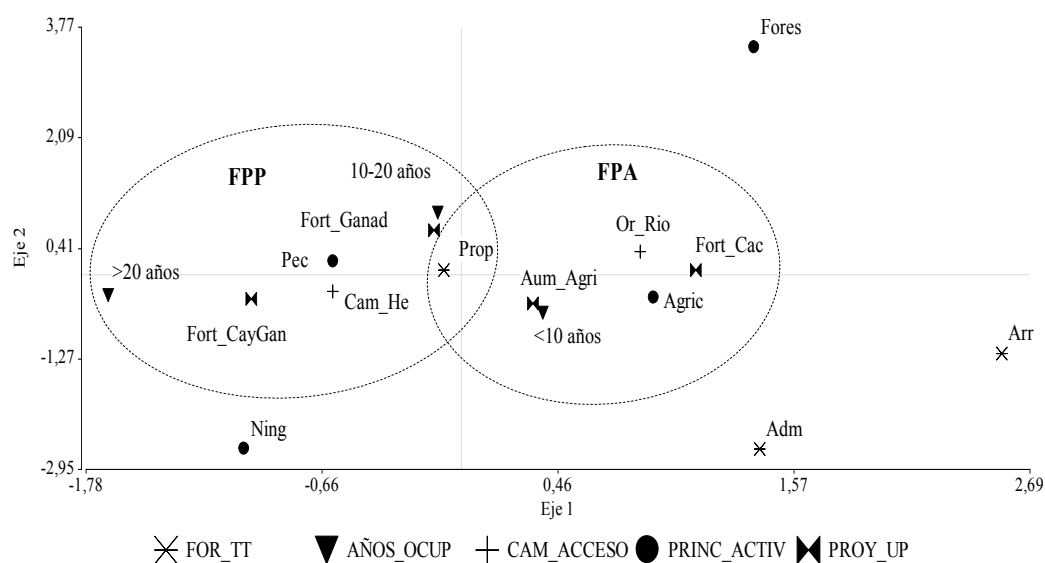 3,77
Fores
2,09
FPP
10-20 años
FPA
Fort_Ganad
Or_Rio
Eje 2
0,41
Pec
Prop
Fort_Cac
>20 años
Aum_Agri
Cam_He
Agric
Fort_CayGan
<10 años
Arr
-1,27
Ning
Adm
-2,95
-1,78 -0,66 0,46 1,57 2,69
Eje 1
FOR_TT AÑOS_OCUP CAM_ACCESO PRINC_ACTIV PROY_UP